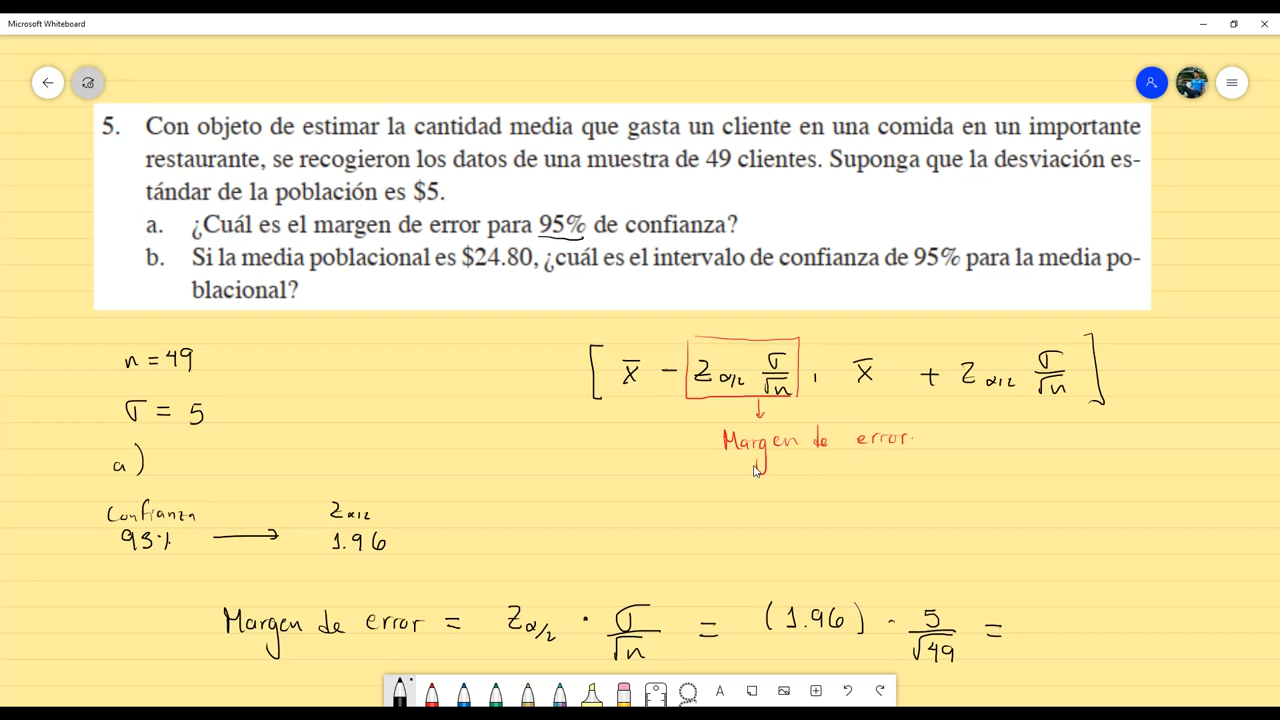 Microsoft Whiteboard
5. Con objeto de estimar la cantidad media que gasta un cliente en una comida en un importante
restaurante, se recogieron los datos de una muestra de 49 clientes. Suponga que la desviación es-
tándar de la población es $5.
a. ¿Cuál es el margen de error para 95% de confianza?
b. Si la media poblacional es $24.80, ¿cuál es el intervalo de confianza de 95% para la media po-
blacional?
n = 49
[ x̅ - Z α/2 σ/√n , x̅ + Z α/2 σ/√n ]
σ = 5
Margen de error.
a)
Confianza Z α/2
95% → 1.96
Margen de error = Z α/2 · σ/√n = (1.96) · 5/√49 =
A